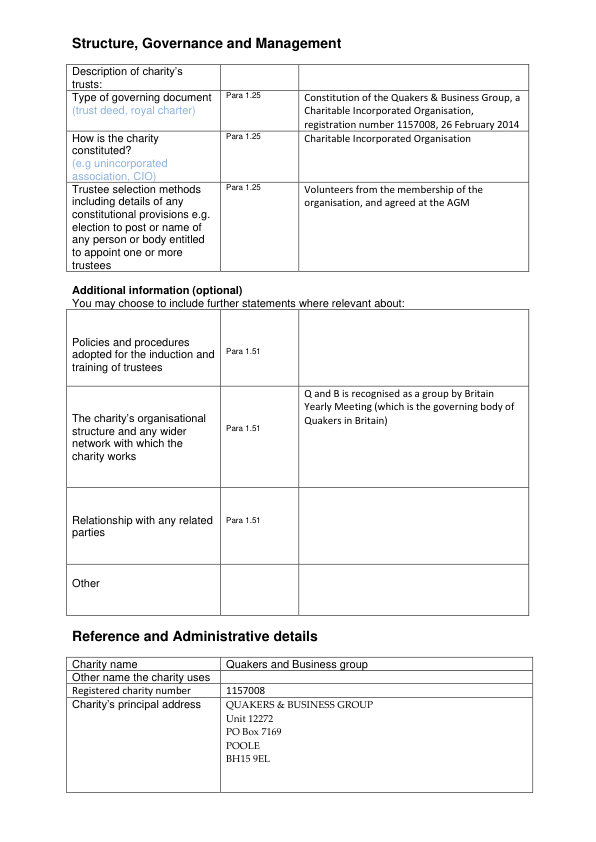 Structure, Governance and Management
Description of charity's
trusts:
Type of governing document
(trust deed, royal charter)
Para 1.25
Constitution of the Quakers & Business Group, a
Charitable Incorporated Organisation,
registration number 1157008, 26 February 2014
How is the charity
constituted?
(e.g unincorporated
association, CIO)
Para 1.25
Charitable Incorporated Organisation
Trustee selection methods
including details of any
constitutional provisions e.g.
election to post or name of
any person or body entitled
to appoint one or more
trustees
Para 1.25
Volunteers from the membership of the
organisation, and agreed at the AGM
Additional information (optional)
You may choose to include further statements where relevant about:
Policies and procedures
adopted for the induction and
training of trustees
Para 1.51
The charity's organisational
structure and any wider
network with which the
charity works
Para 1.51
Q and B is recognised as a group by Britain
Yearly Meeting (which is the governing body of
Quakers in Britain)
Relationship with any related
parties
Para 1.51
Other
Reference and Administrative details
Charity name
Quakers and Business group
Other name the charity uses
Registered charity number
1157008
Charity's principal address
QUAKERS & BUSINESS GROUP
Unit 12272
PO Box 7169
POOLE
BH15 9EL